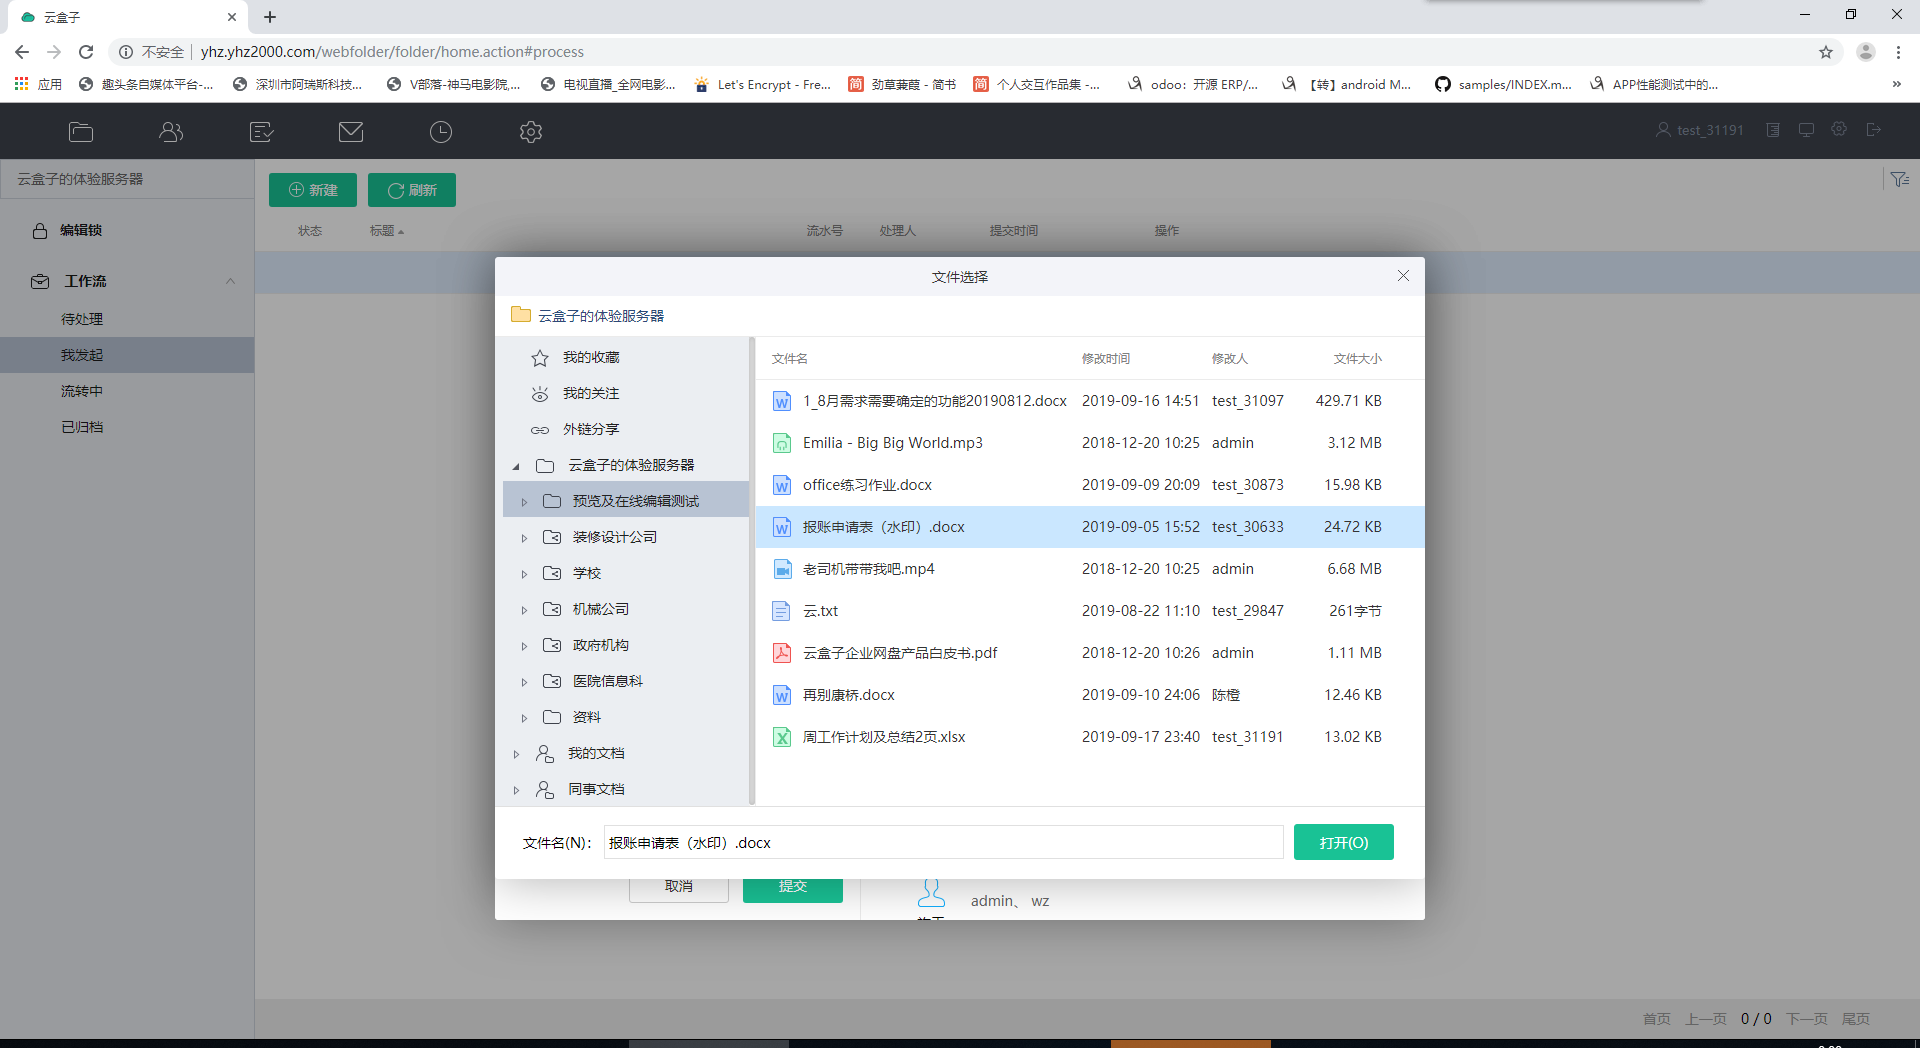 云盒子
不安全 yhz.yhz2000.com/webfolder/folder/home.action#process
应用 趣头条自媒体平台-... 深圳市阿瑞斯科技... V部落-神马电影院,... 电视直播_全网电影... Let's Encrypt - Fre... 简 劲草蒹葭 - 简书 简 个人交互作品集 -... odoo：开源 ERP/... 【转】android M... samples/INDEX.m... APP性能测试中的... »
test_31191
云盒子的体验服务器
新建 刷新
状态 标题 流水号 处理人 提交时间 操作
编辑锁
工作流
待处理
我发起
流转中
已归档
文件选择
云盒子的体验服务器
我的收藏
我的关注
外链分享
云盒子的体验服务器
预览及在线编辑测试
装修设计公司
学校
机械公司
政府机构
医院信息科
资料
我的文档
同事文档
文件名 修改时间 修改人 文件大小
1_8月需求需要确定的功能20190812.docx 2019-09-16 14:51 test_31097 429.71 KB
Emilia - Big Big World.mp3 2018-12-20 10:25 admin 3.12 MB
office练习作业.docx 2019-09-09 20:09 test_30873 15.98 KB
报账申请表（水印）.docx 2019-09-05 15:52 test_30633 24.72 KB
老司机带带我吧.mp4 2018-12-20 10:25 admin 6.68 MB
云.txt 2019-08-22 11:10 test_29847 261字节
云盒子企业网盘产品白皮书.pdf 2018-12-20 10:26 admin 1.11 MB
再别康桥.docx 2019-09-10 24:06 陈橙 12.46 KB
周工作计划及总结2页.xlsx 2019-09-17 23:40 test_31191 13.02 KB
文件名(N)： 报账申请表（水印）.docx 打开(O)
取消 提交
admin、 wz
首页 上一页 0 / 0 下一页 尾页